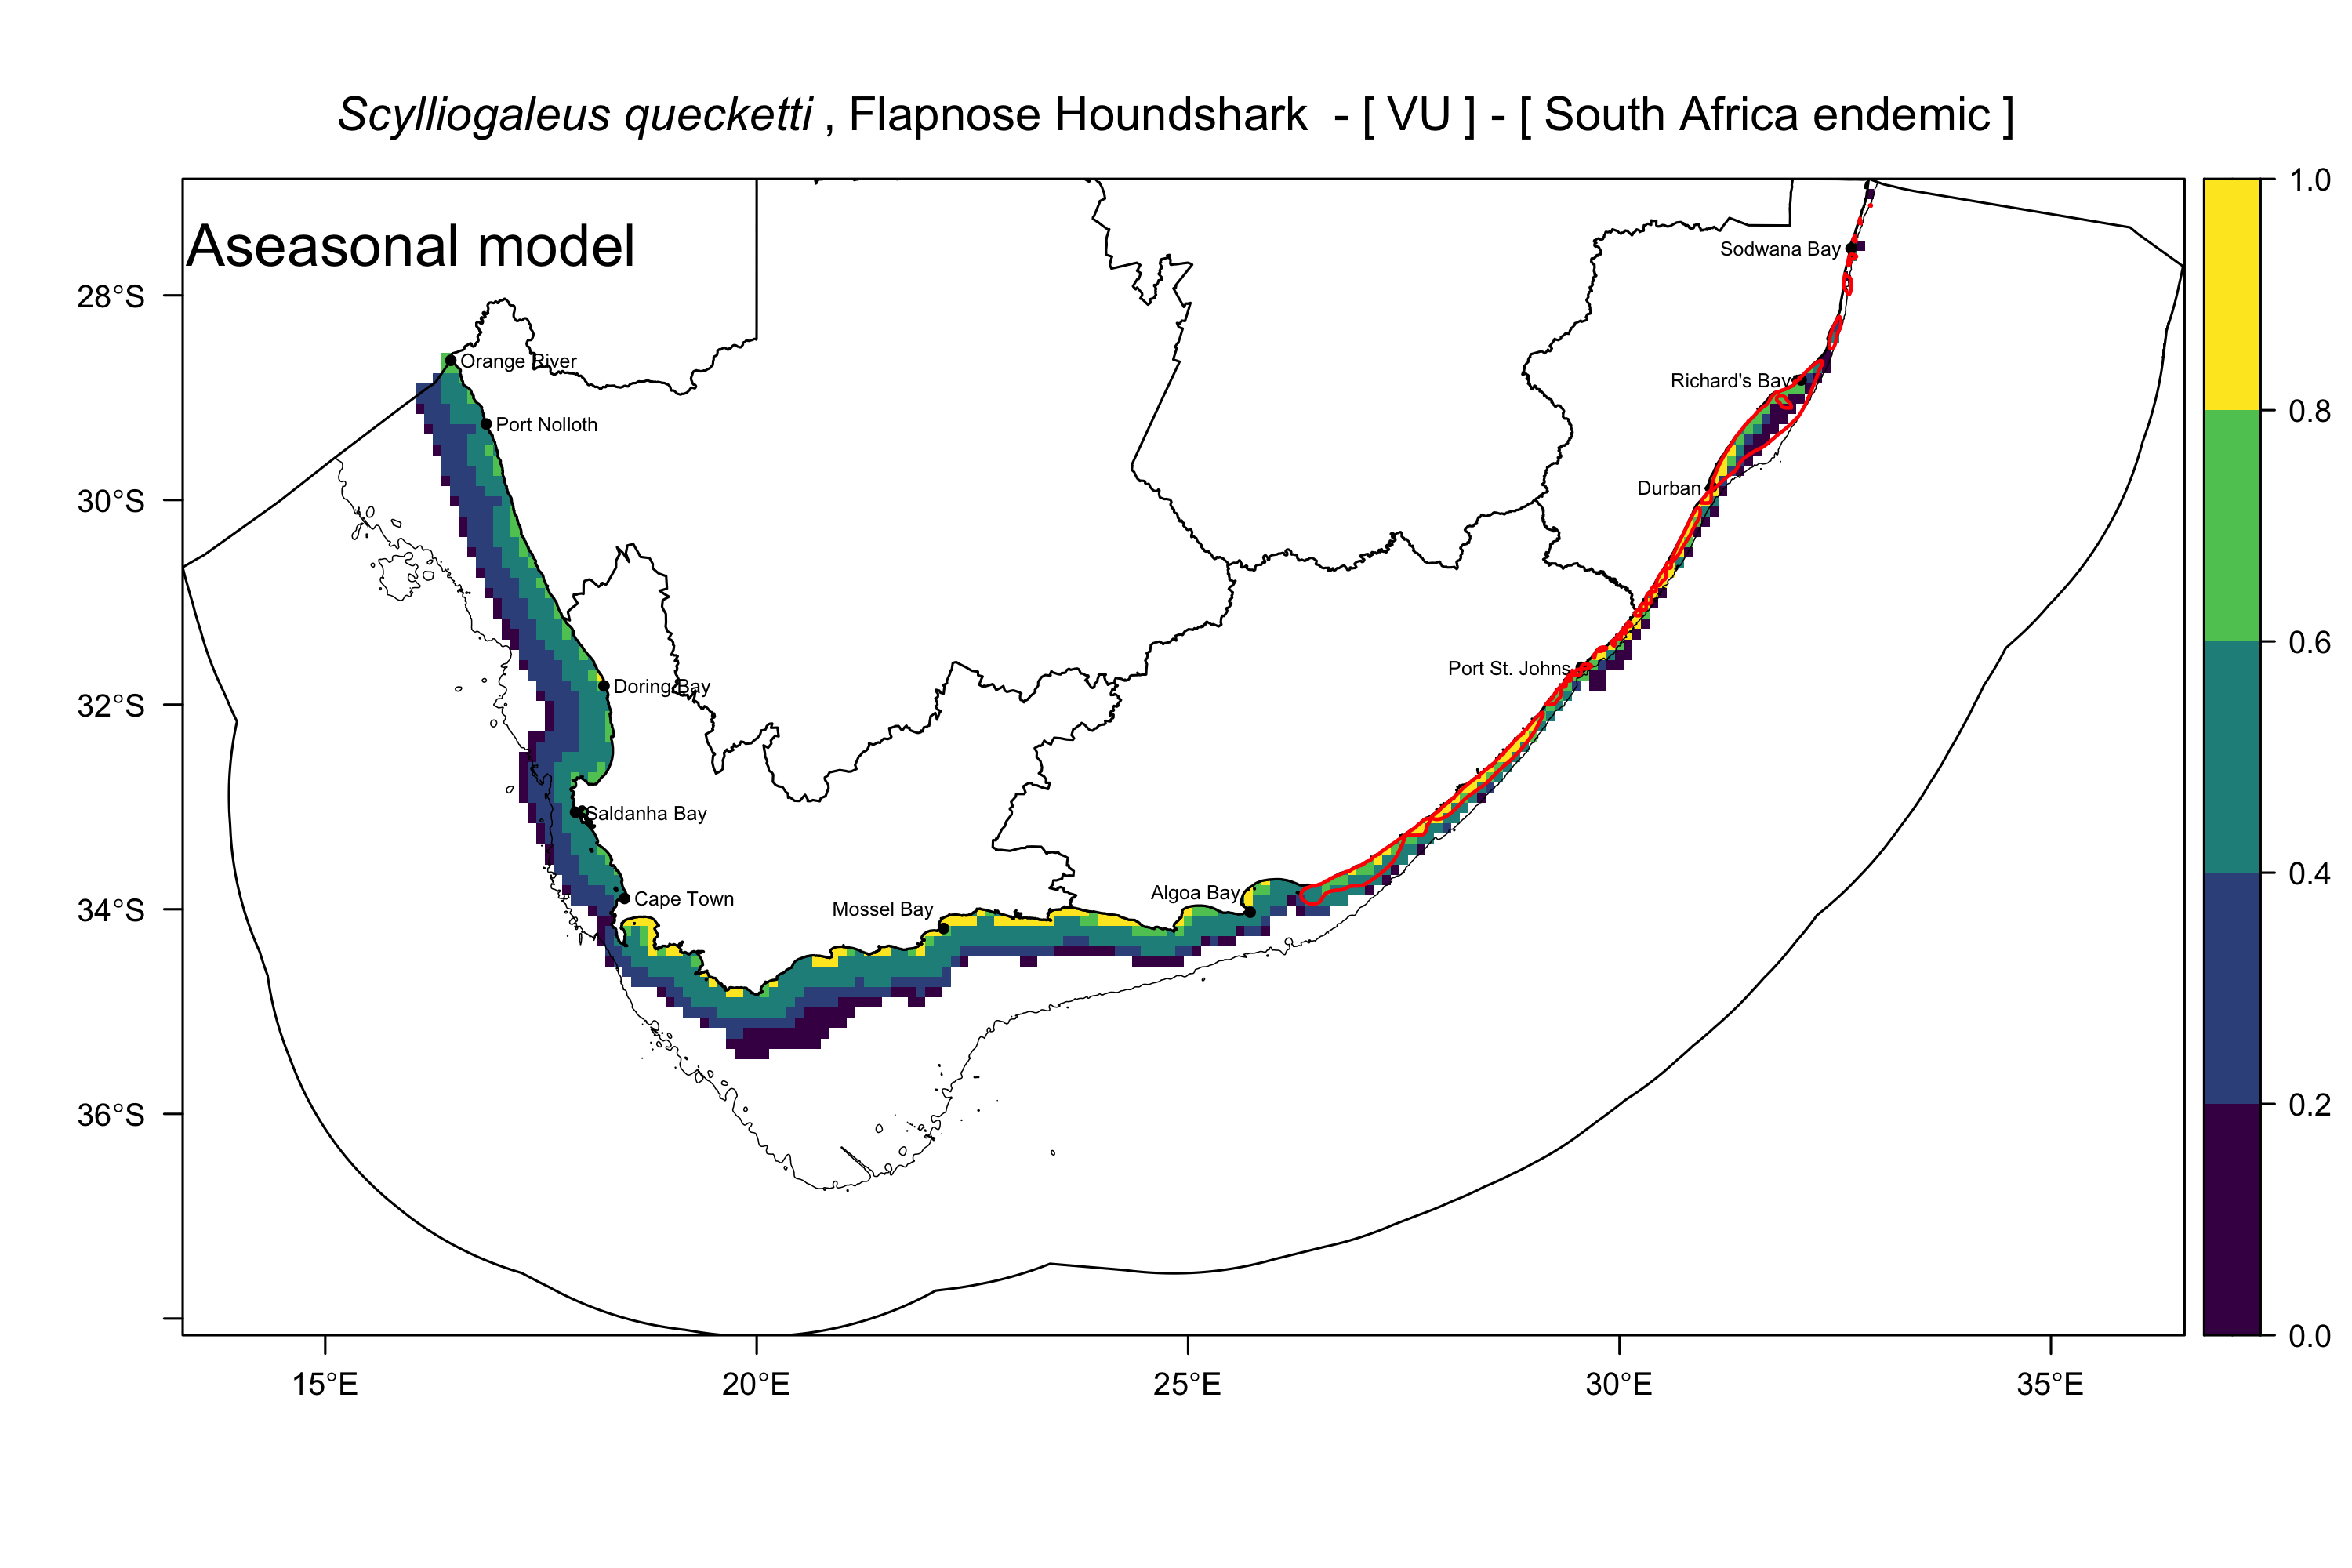 Scylliogaleus quecketti , Flapnose Houndshark - [ VU ] - [ South Africa endemic ]
Aseasonal model
1.0
0.8
0.6
0.4
0.2
0.0
28°S
30°S
32°S
34°S
36°S
Sodwana Bay
Orange River
Richard's Bay
Port Nolloth
Durban
Port St. Johns
Doring Bay
Saldanha Bay
Algoa Bay
Cape Town
Mossel Bay
15°E
20°E
25°E
30°E
35°E